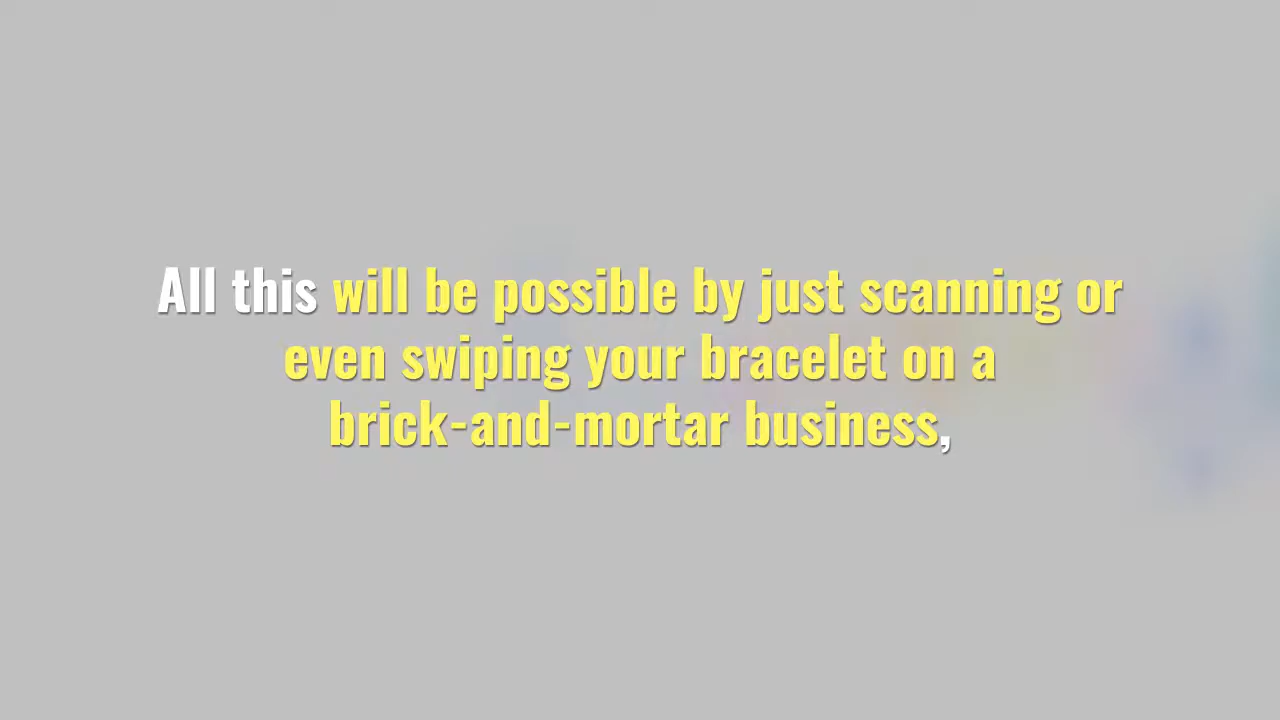 All this will be possible by just scanning or
even swiping your bracelet on a
brick-and-mortar business,